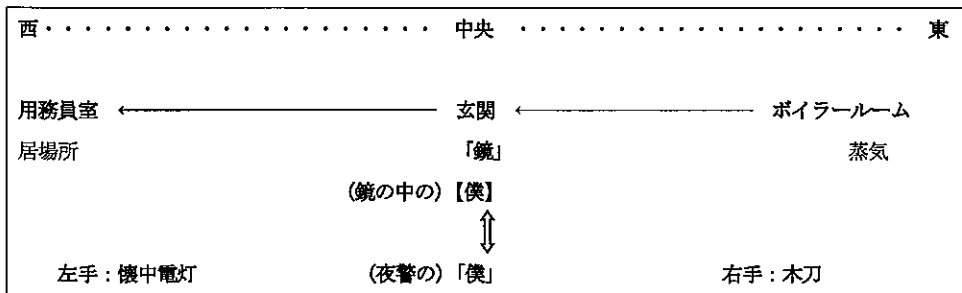 西・・・・・・・・・・・・・・・・・・・・ 中央 ・・・・・・・・・・・・・・・・・・・・ 東
用務員室 ← 玄関 ← ボイラールーム
居場所 「鏡」 蒸気
(鏡の中の)【僕】
⇕
左手：懐中電灯 (夜警の)「僕」 右手：木刀